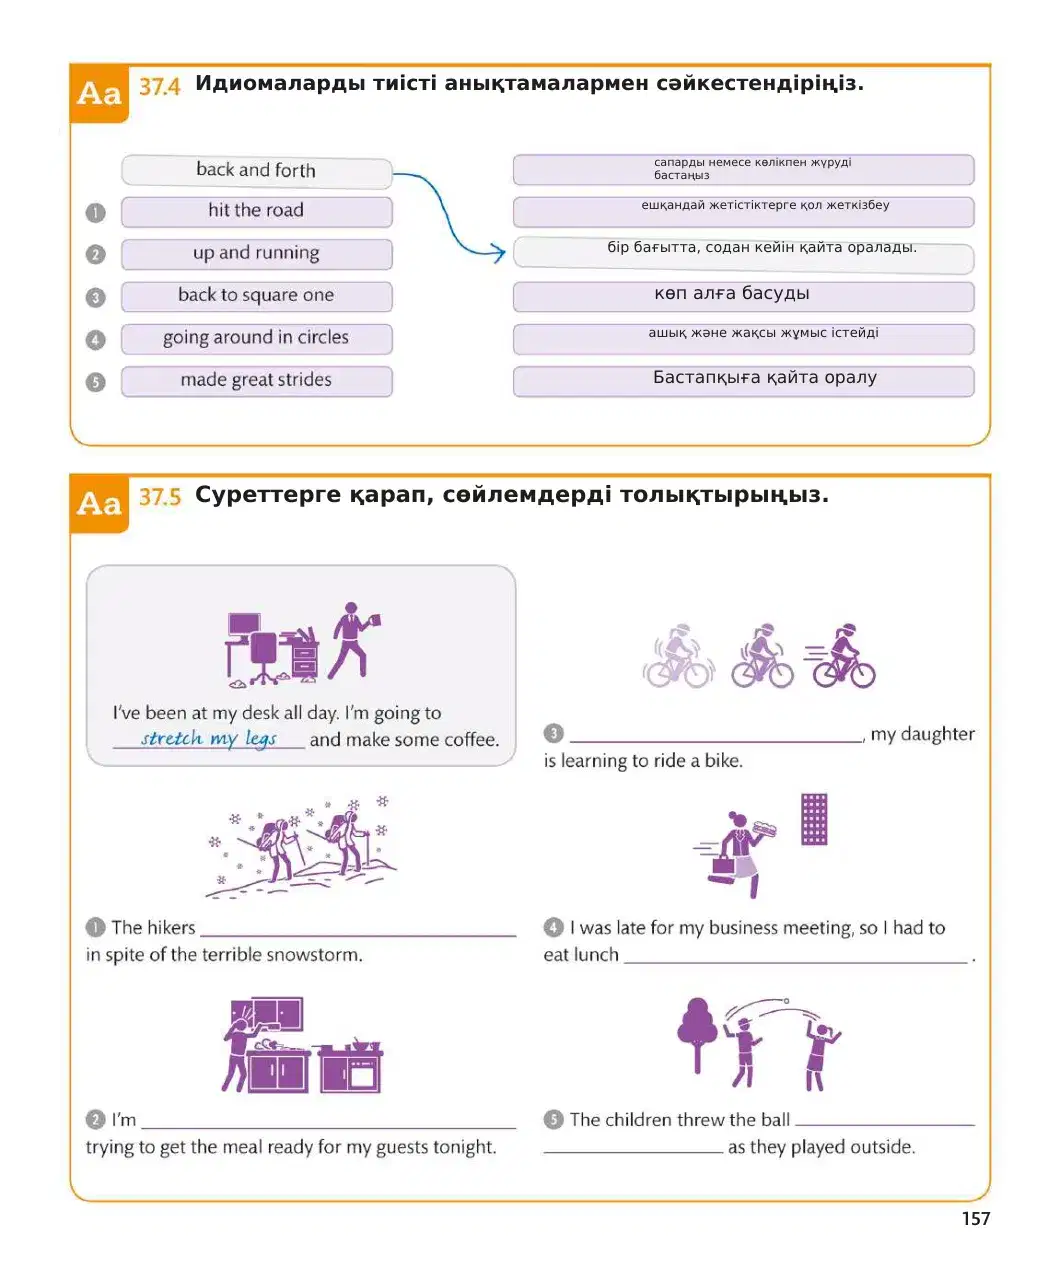 Aa 37.4 Идиомаларды тиісті анықтамалармен сәйкестендіріңіз.
back and forth
1 hit the road
2 up and running
3 back to square one
4 going around in circles
5 made great strides
сапарды немесе көлікпен жүруді
бастаңыз
ешқандай жетістіктерге қол жеткізбеу
бір бағытта, содан кейін қайта оралады.
көп алға басуды
ашық және жақсы жұмыс істейді
Бастапқыға қайта оралу
Aa 37.5 Суреттерге қарап, сөйлемдерді толықтырыңыз.
I've been at my desk all day. I'm going to
stretch my legs and make some coffee.
1 The hikers
in spite of the terrible snowstorm.
2 I'm
trying to get the meal ready for my guests tonight.
3 , my daughter
is learning to ride a bike.
4 I was late for my business meeting, so I had to
eat lunch .
5 The children threw the ball
as they played outside.
157